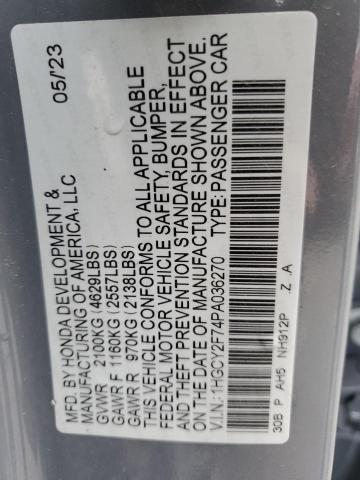 MFD. BY HONDA DEVELOPMENT & 05/'23
MANUFACTURING OF AMERICA, LLC
GVWR 2100KG (4629LBS)
GAWR F 1160KG (2557LBS)
GAWR R 970KG (2138LBS)
THIS VEHICLE CONFORMS TO ALL APPLICABLE
FEDERAL MOTOR VEHICLE SAFETY, BUMPER,
AND THEFT PREVENTION STANDARDS IN EFFECT
ON THE DATE OF MANUFACTURE SHOWN ABOVE.
V.I.N.: 1HGCY2F74PA036270 TYPE: PASSENGER CAR
30B P AH5 NH912P .Z .A